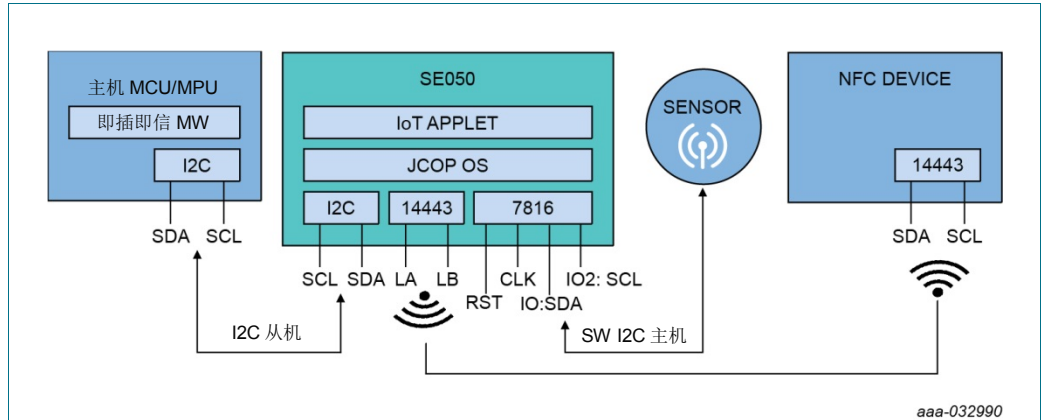 主机 MCU/MPU
即插即信 MW
I2C
SDA SCL
SE050
IoT APPLET
JCOP OS
I2C 14443 7816
SCL SDA LA LB CLK IO2: SCL
RST IO:SDA
SENSOR
NFC DEVICE
14443
SDA SCL
I2C 从机
SW I2C 主机
aaa-032990